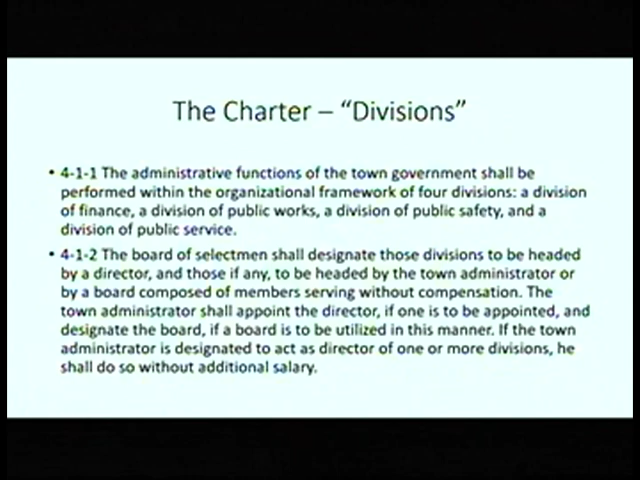 The Charter – “Divisions”
• 4-1-1 The administrative functions of the town government shall be
performed within the organizational framework of four divisions: a division
of finance, a division of public works, a division of public safety, and a
division of public service.
• 4-1-2 The board of selectmen shall designate those divisions to be headed
by a director, and those if any, to be headed by the town administrator or
by a board composed of members serving without compensation. The
town administrator shall appoint the director, if one is to be appointed, and
designate the board, if a board is to be utilized in this manner. If the town
administrator is designated to act as director of one or more divisions, he
shall do so without additional salary.